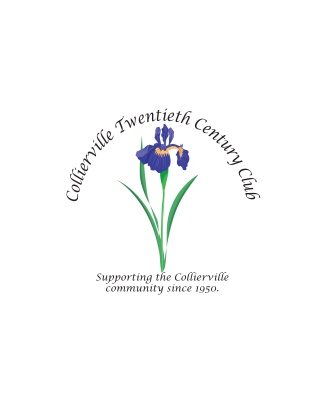 Collierville Twentieth Century Club
Supporting the Collierville
community since 1950.